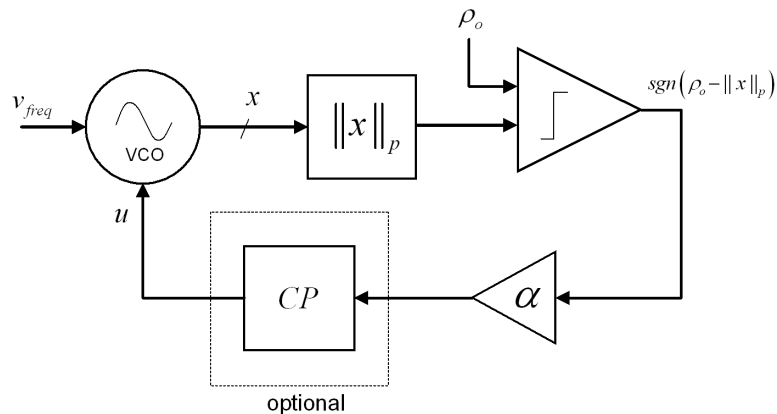 ρ_o
sgn(ρ_o − ||x||_p)
v_freq
x
VCO
||x||_p
u
CP
α
optional